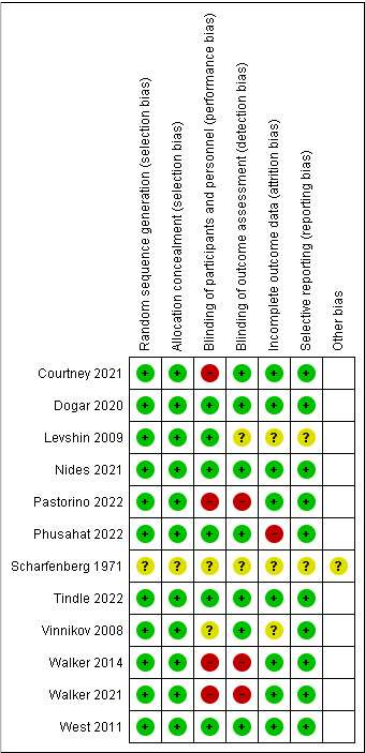 Random sequence generation (selection bias)
Allocation concealment (selection bias)
Blinding of participants and personnel (performance bias)
Blinding of outcome assessment (detection bias)
Incomplete outcome data (attrition bias)
Selective reporting (reporting bias)
Other bias
Courtney 2021 + + - + + +
Dogar 2020 + + + + + +
Levshin 2009 + + + ? ? ?
Nides 2021 + + + + + +
Pastorino 2022 + + - - + +
Phusahat 2022 + + + + - +
Scharfenberg 1971 ? ? ? ? ? ? ?
Tindle 2022 + + + + + +
Vinnikov 2008 + + ? + ? +
Walker 2014 + + - - + +
Walker 2021 + + - - + +
West 2011 + + + + + +